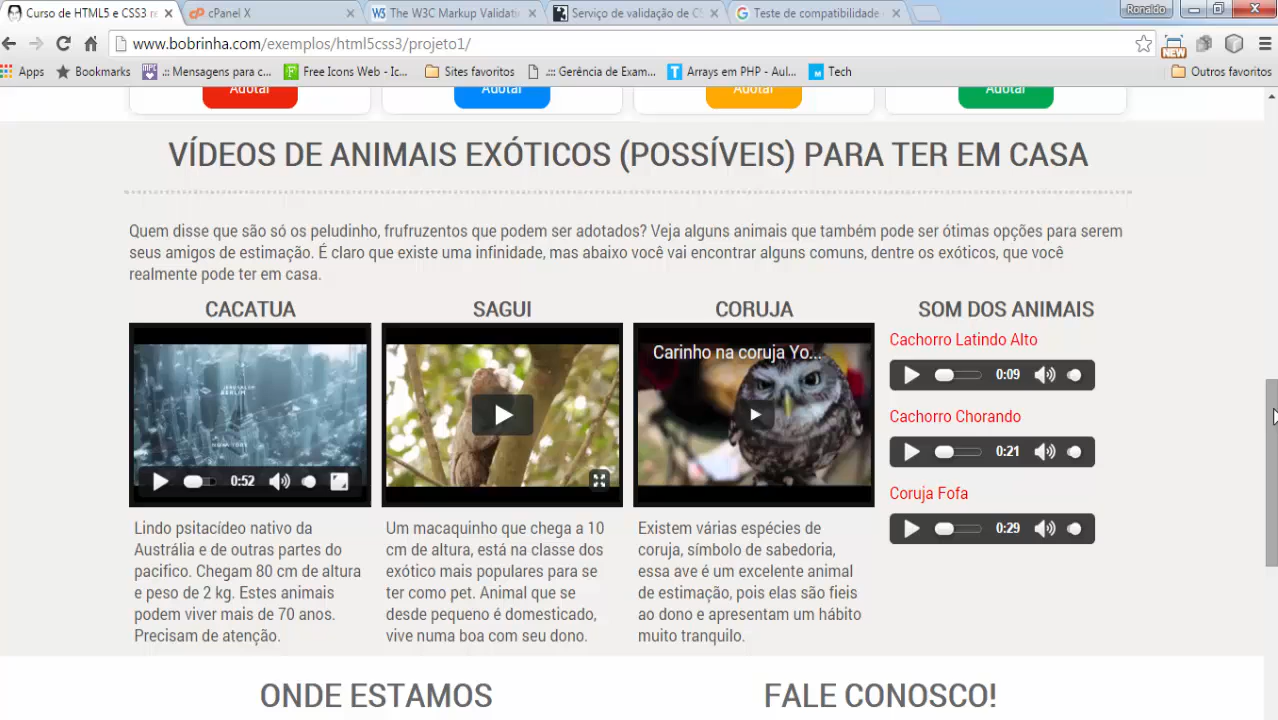 Curso de HTML5 e CSS3 re
cPanel X
The W3C Markup Validati
Serviço de validação de CS
Teste de compatibilidade
Ronaldo
www.bobrinha.com/exemplos/html5css3/projeto1/
NEW
Apps
Bookmarks
.:: Mensagens para c...
Free Icons Web - Ic...
Sites favoritos
.::: Gerência de Exam...
Arrays em PHP - Aul...
Tech
Outros favoritos
Adotar
Adotar
Adotar
Adotar
VÍDEOS DE ANIMAIS EXÓTICOS (POSSÍVEIS) PARA TER EM CASA
Quem disse que são só os peludinho, frufruzentos que podem ser adotados? Veja alguns animais que também pode ser ótimas opções para serem
seus amigos de estimação. É claro que existe uma infinidade, mas abaixo você vai encontrar alguns comuns, dentre os exóticos, que você
realmente pode ter em casa.
CACATUA
0:52
Lindo psitacídeo nativo da
Austrália e de outras partes do
pacifico. Chegam 80 cm de altura
e peso de 2 kg. Estes animais
podem viver mais de 70 anos.
Precisam de atenção.
SAGUI
Um macaquinho que chega a 10
cm de altura, está na classe dos
exótico mais populares para se
ter como pet. Animal que se
desde pequeno é domesticado,
vive numa boa com seu dono.
CORUJA
Carinho na coruja Yo...
Existem várias espécies de
coruja, símbolo de sabedoria,
essa ave é um excelente animal
de estimação, pois elas são fieis
ao dono e apresentam um hábito
muito tranquilo.
SOM DOS ANIMAIS
Cachorro Latindo Alto
0:09
Cachorro Chorando
0:21
Coruja Fofa
0:29
ONDE ESTAMOS
FALE CONOSCO!